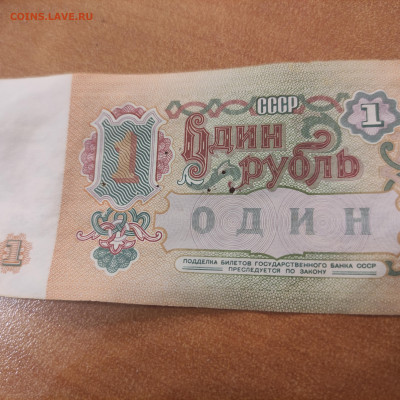 COINS.LAVE.RU
СССР
1
1
Один
рубль
ОДИН
1
ПОДДЕЛКА БИЛЕТОВ ГОСУДАРСТВЕННОГО БАНКА СССР
ПРЕСЛЕДУЕТСЯ ПО ЗАКОНУ